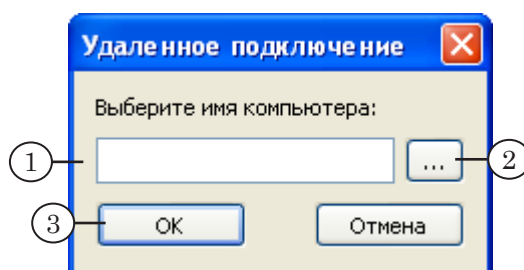 Удаленное подключение
Выберите имя компьютера:
1
... 2
3 OK Отмена